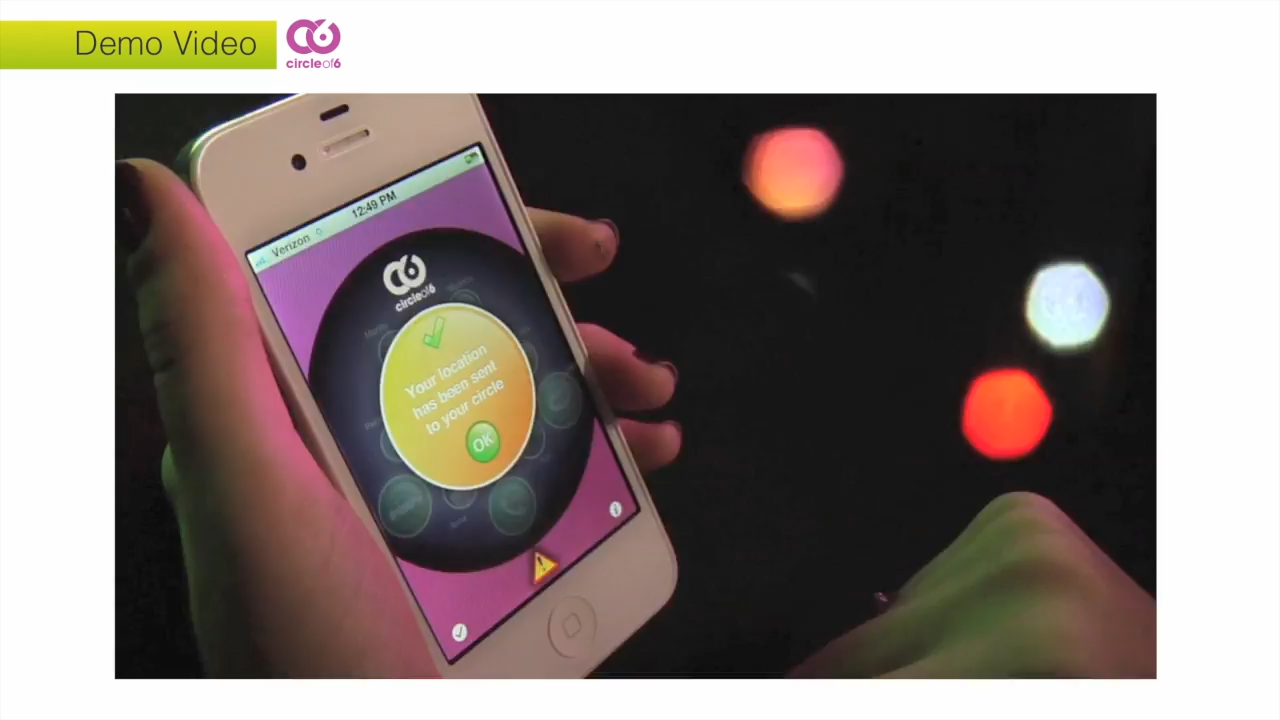 Demo Video
circleof6
Verizon
12:49 PM
circleof6
Your location
has been sent
to your circle
OK